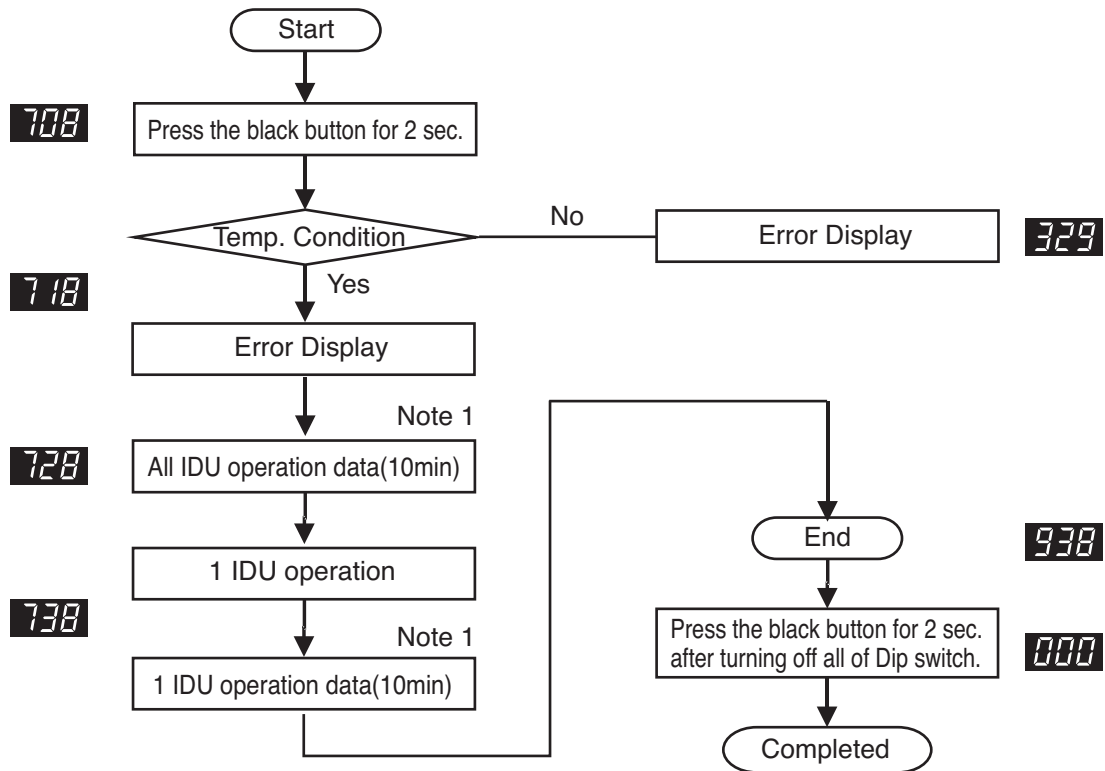 Start
708
Press the black button for 2 sec.
Temp. Condition
No
Error Display
329
718
Yes
Error Display
Note 1
728
All IDU operation data(10min)
1 IDU operation
738
Note 1
1 IDU operation data(10min)
End
938
Press the black button for 2 sec.
after turning off all of Dip switch.
000
Completed